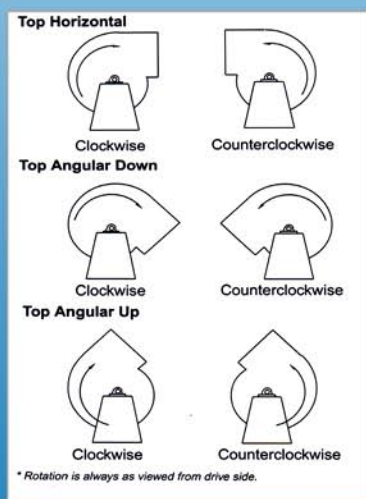 Top Horizontal
Clockwise
Counterclockwise
Top Angular Down
Clockwise
Counterclockwise
Top Angular Up
Clockwise
Counterclockwise
* Rotation is always as viewed from drive side.